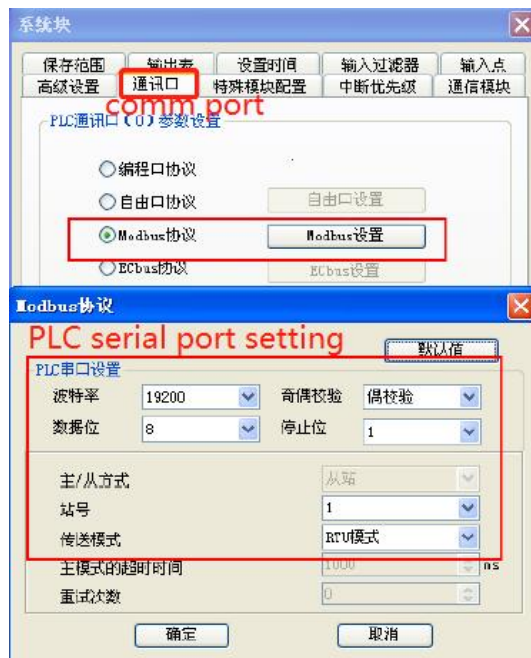 系统块
保存范围 输出表 设置时间 输入过滤器 输入点
高级设置 通讯口 特殊模块配置 中断优先级 通信模块
comm port
PLC通讯口(0)参数设置
编程口协议
自由口协议 自由口设置
Modbus协议 Modbus设置
ECbus协议 ECbus设置
Modbus协议
PLC serial port setting
默认值
PLC串口设置
波特率 19200 奇偶校验 偶校验
数据位 8 停止位 1
主/从方式 从站
站号 1
传送模式 RTU模式
主模式的超时时间 1000 ms
重试次数 0
确定 取消